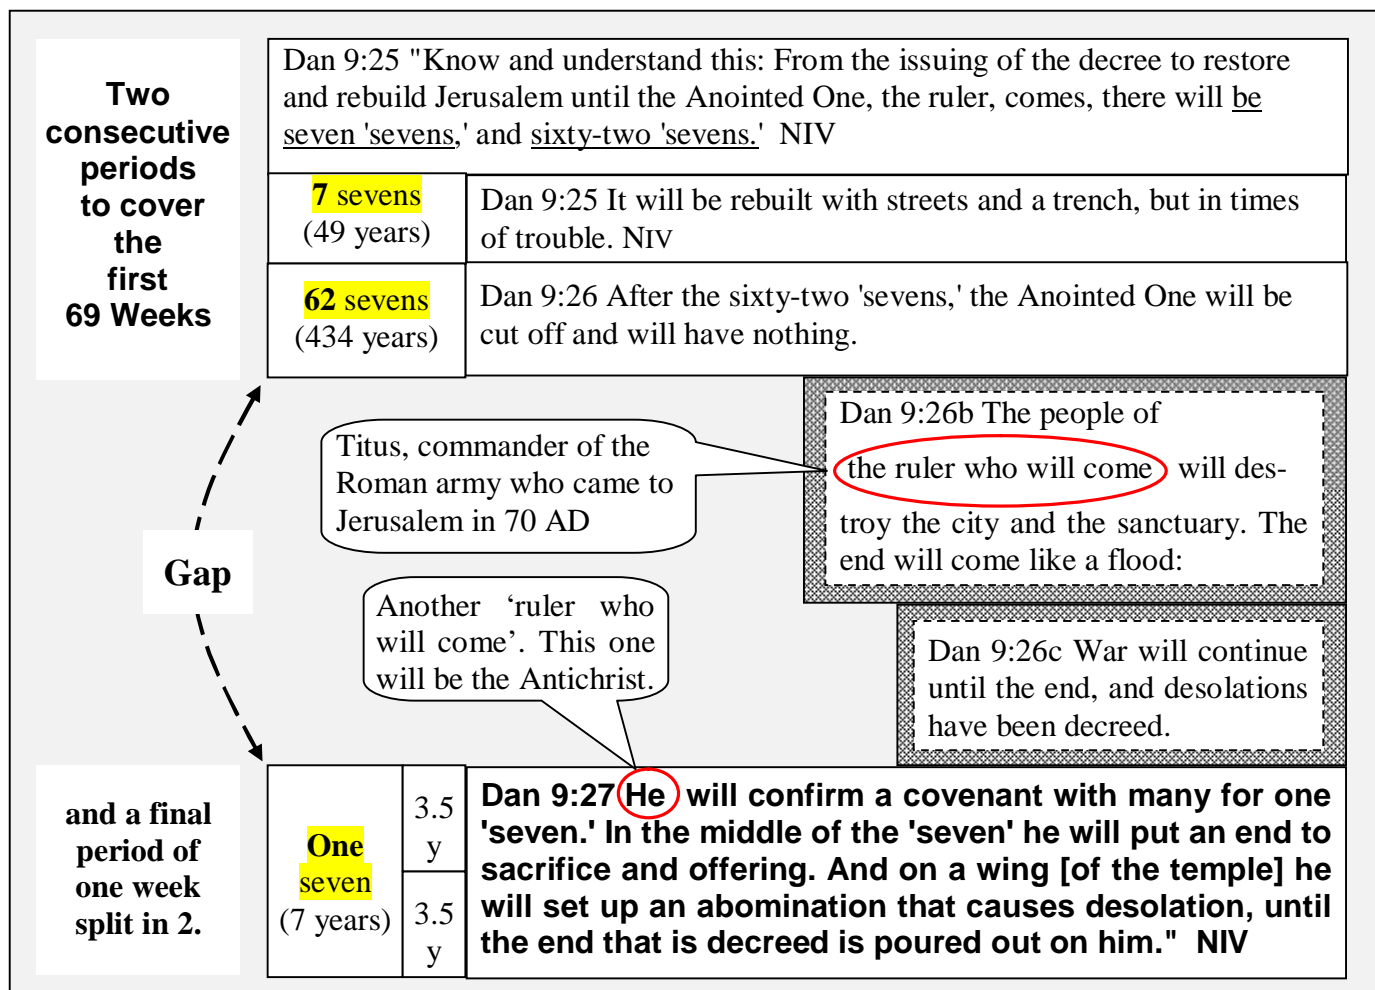 Two
consecutive
periods
to cover
the
first
69 Weeks
Dan 9:25 "Know and understand this: From the issuing of the decree to restore
and rebuild Jerusalem until the Anointed One, the ruler, comes, there will be
seven 'sevens,' and sixty-two 'sevens.' NIV
7 sevens
(49 years)
Dan 9:25 It will be rebuilt with streets and a trench, but in times
of trouble. NIV
62 sevens
(434 years)
Dan 9:26 After the sixty-two 'sevens,' the Anointed One will be
cut off and will have nothing.
Dan 9:26b The people of
the ruler who will come will des-
troy the city and the sanctuary. The
end will come like a flood:
Titus, commander of the
Roman army who came to
Jerusalem in 70 AD
Gap
Another ‘ruler who
will come’. This one
will be the Antichrist.
Dan 9:26c War will continue
until the end, and desolations
have been decreed.
and a final
period of
one week
split in 2.
One
seven
(7 years)
3.5
y
3.5
y
Dan 9:27 He will confirm a covenant with many for one
'seven.' In the middle of the 'seven' he will put an end to
sacrifice and offering. And on a wing [of the temple] he
will set up an abomination that causes desolation, until
the end that is decreed is poured out on him." NIV